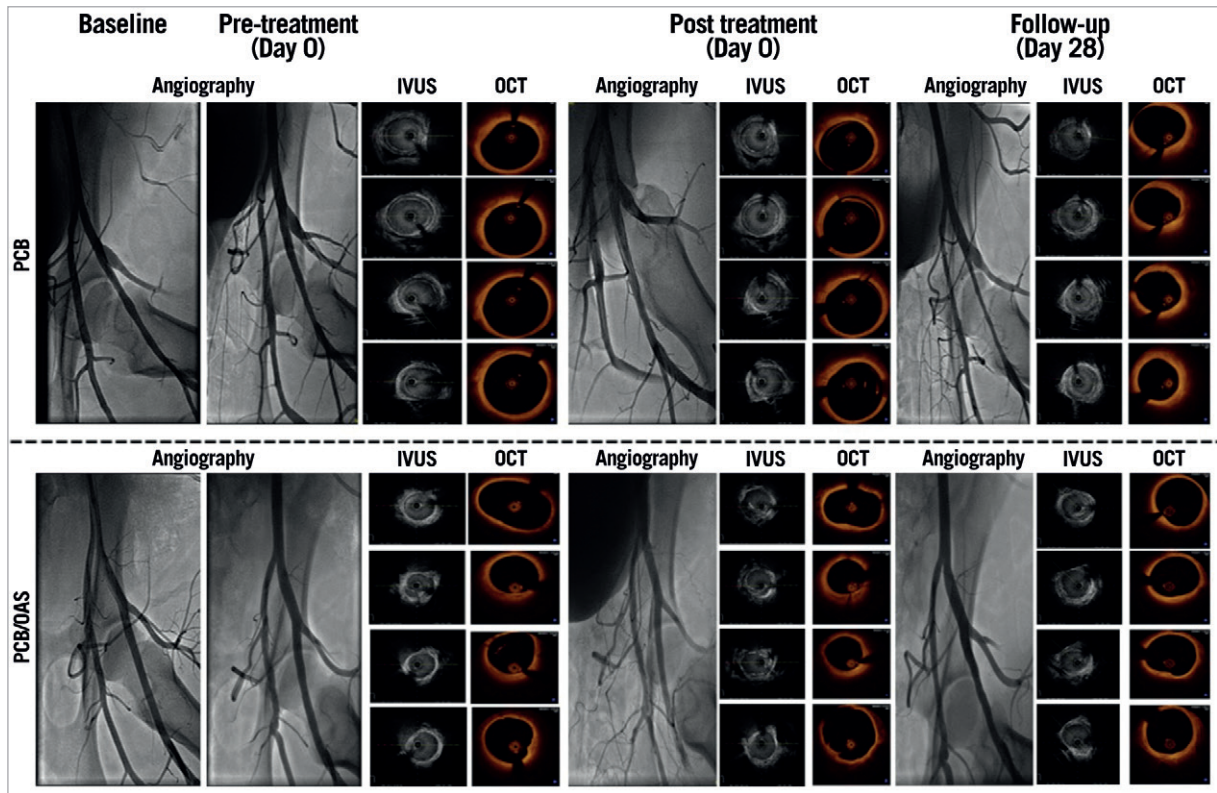 Baseline
Pre-treatment
(Day 0)
Post treatment
(Day 0)
Follow-up
(Day 28)
Angiography IVUS OCT Angiography IVUS OCT Angiography IVUS OCT
PCB
Angiography IVUS OCT Angiography IVUS OCT Angiography IVUS OCT
PCB/OAS